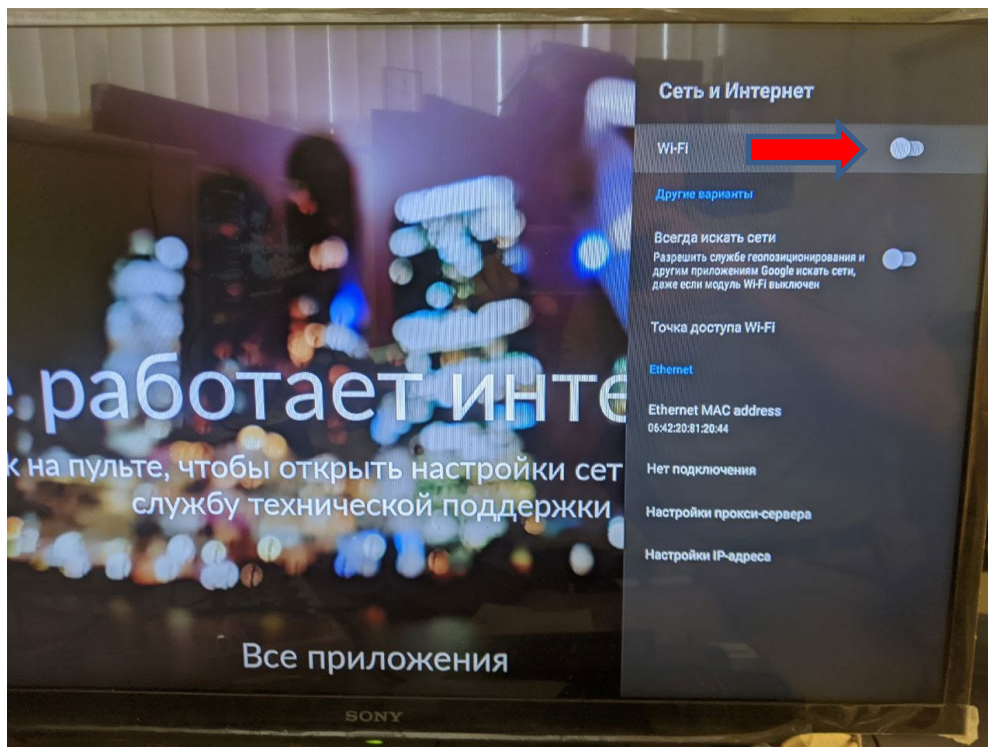 Сеть и Интернет
Wi-Fi
Другие варианты
Всегда искать сети
Разрешить службе геопозиционирования и
другим приложениям Google искать сети,
даже если модуль Wi-Fi выключен
Точка доступа Wi-Fi
Ethernet
Ethernet MAC address
06:42:20:81:20:44
Нет подключения
Настройки прокси-сервера
Настройки IP-адреса
работает инте
к на пульте, чтобы открыть настройки сет
службу технической поддержки
Все приложения
SONY